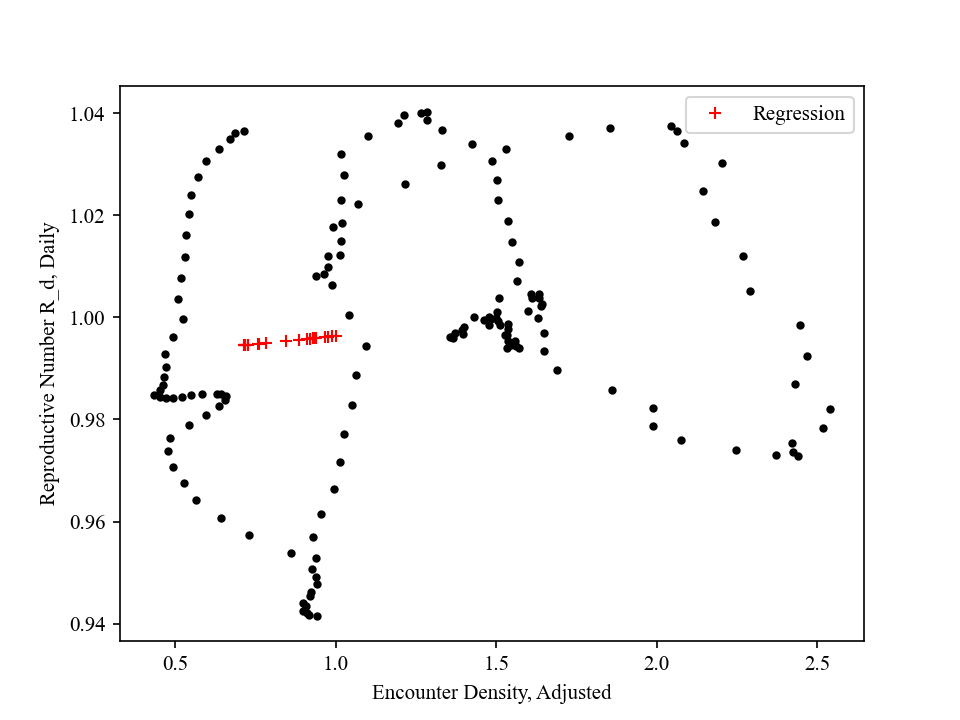 Regression
1.04
1.02
1.00
0.98
0.96
0.94
Reproductive Number R_d, Daily
0.5 1.0 1.5 2.0 2.5
Encounter Density, Adjusted